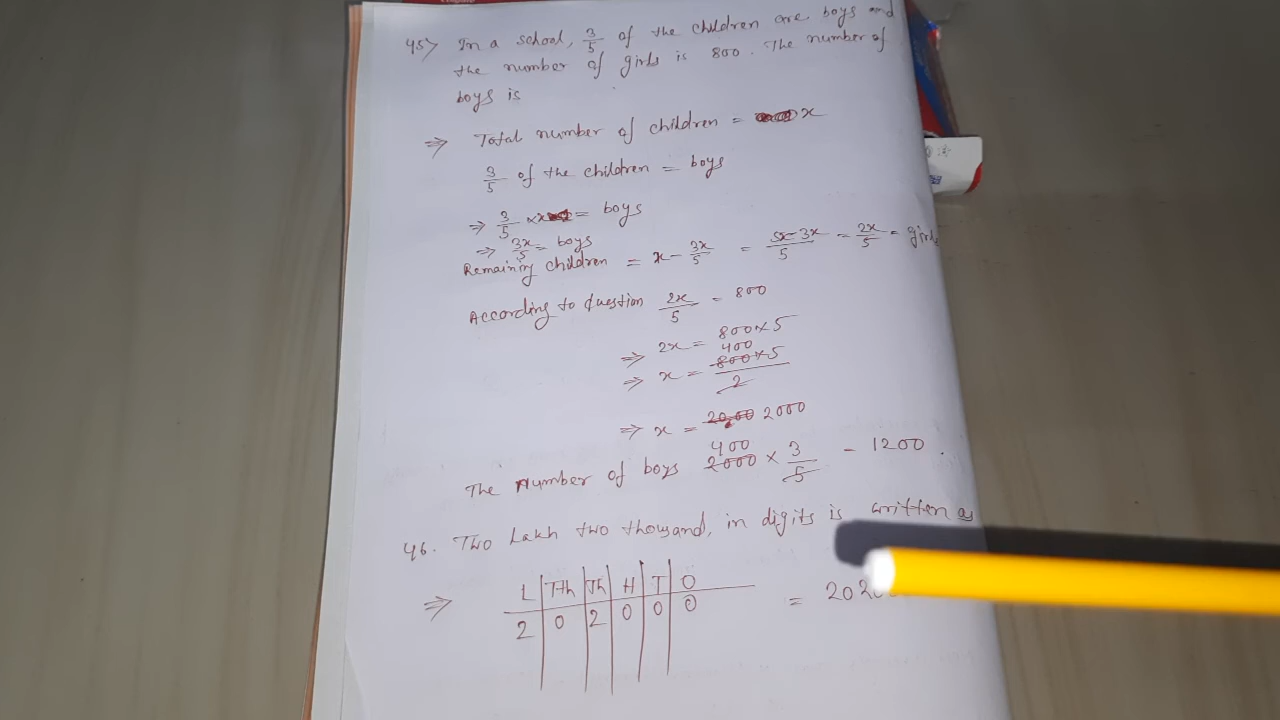 45> In a school, 3/5 of the children are boys and
the number of girls is 800. The number of
boys is
⇒ Total number of children = x
3/5 of the children = boys
⇒ 3/5 × x = boys
⇒ 3x/5 = boys
Remaining children = x - 3x/5 = 5x-3x/5 = 2x/5 = girls
According to Question 2x/5 = 800
⇒ 2x = 800×5
400
⇒ x = 800×5/2
⇒ x = 2000
400
The Number of boys 2000 × 3/5 = 1200.
46. Two Lakh two thousand, in digits is written as
L Tth Th H T O
⇒ 2 0 2 0 0 0 =